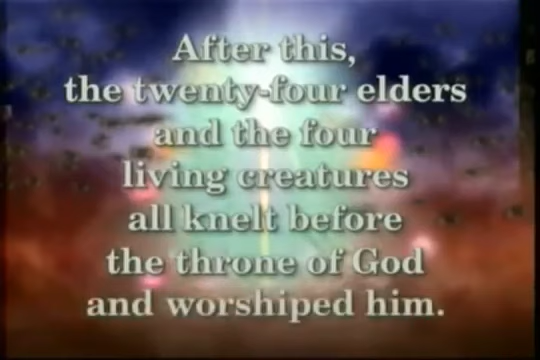 After this,
the twenty-four elders
and the four
living creatures
all knelt before
the throne of God
and worshiped him.